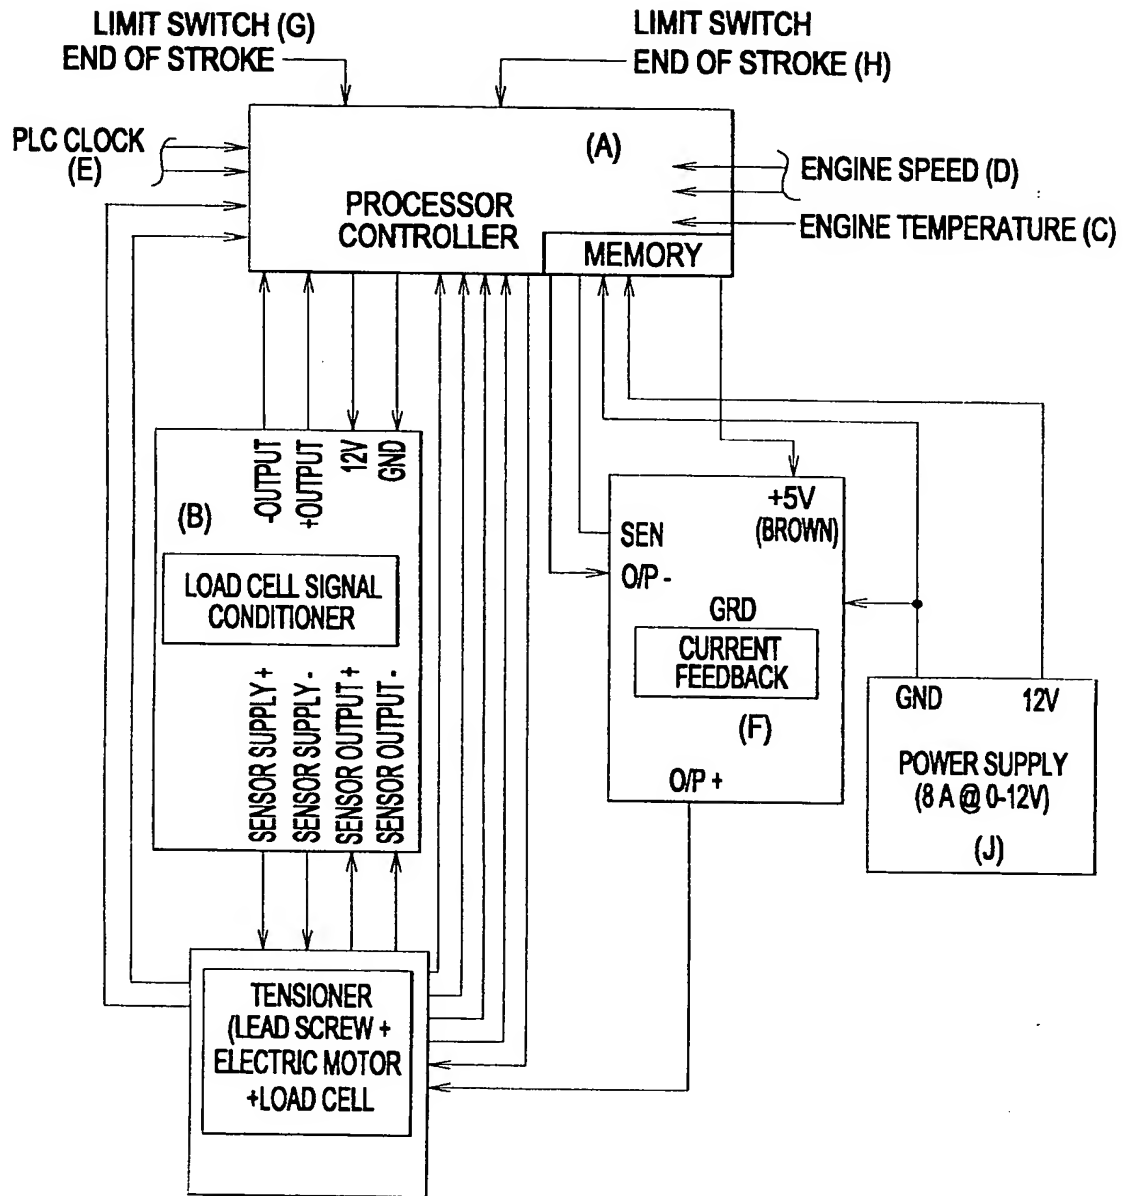 LIMIT SWITCH (G)
END OF STROKE
LIMIT SWITCH
END OF STROKE (H)
PLC CLOCK
(E)
(A)
ENGINE SPEED (D)
PROCESSOR
CONTROLLER
ENGINE TEMPERATURE (C)
MEMORY
-OUTPUT
+OUTPUT
12V
GND
(B)
LOAD CELL SIGNAL
CONDITIONER
SENSOR SUPPLY +
SENSOR SUPPLY -
SENSOR OUTPUT +
SENSOR OUTPUT -
+5V
(BROWN)
SEN
O/P -
GRD
CURRENT
FEEDBACK
(F)
O/P +
GND
12V
POWER SUPPLY
(8 A @ 0-12V)
(J)
TENSIONER
(LEAD SCREW +
ELECTRIC MOTOR
+LOAD CELL